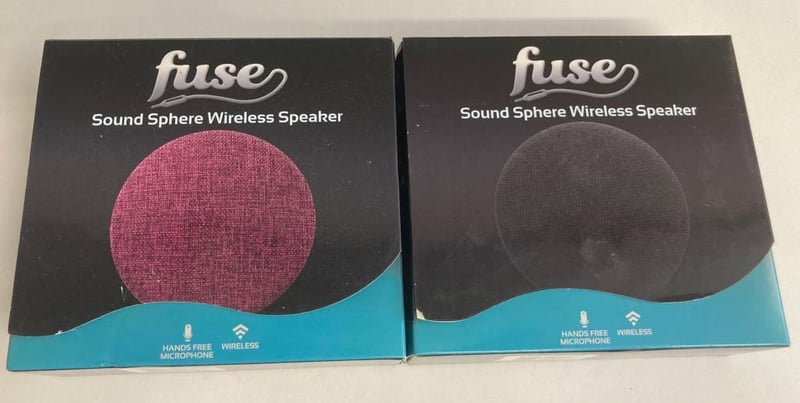 fuse
Sound Sphere Wireless Speaker
HANDS FREE
MICROPHONE
WIRELESS
fuse
Sound Sphere Wireless Speaker
HANDS FREE
MICROPHONE
WIRELESS